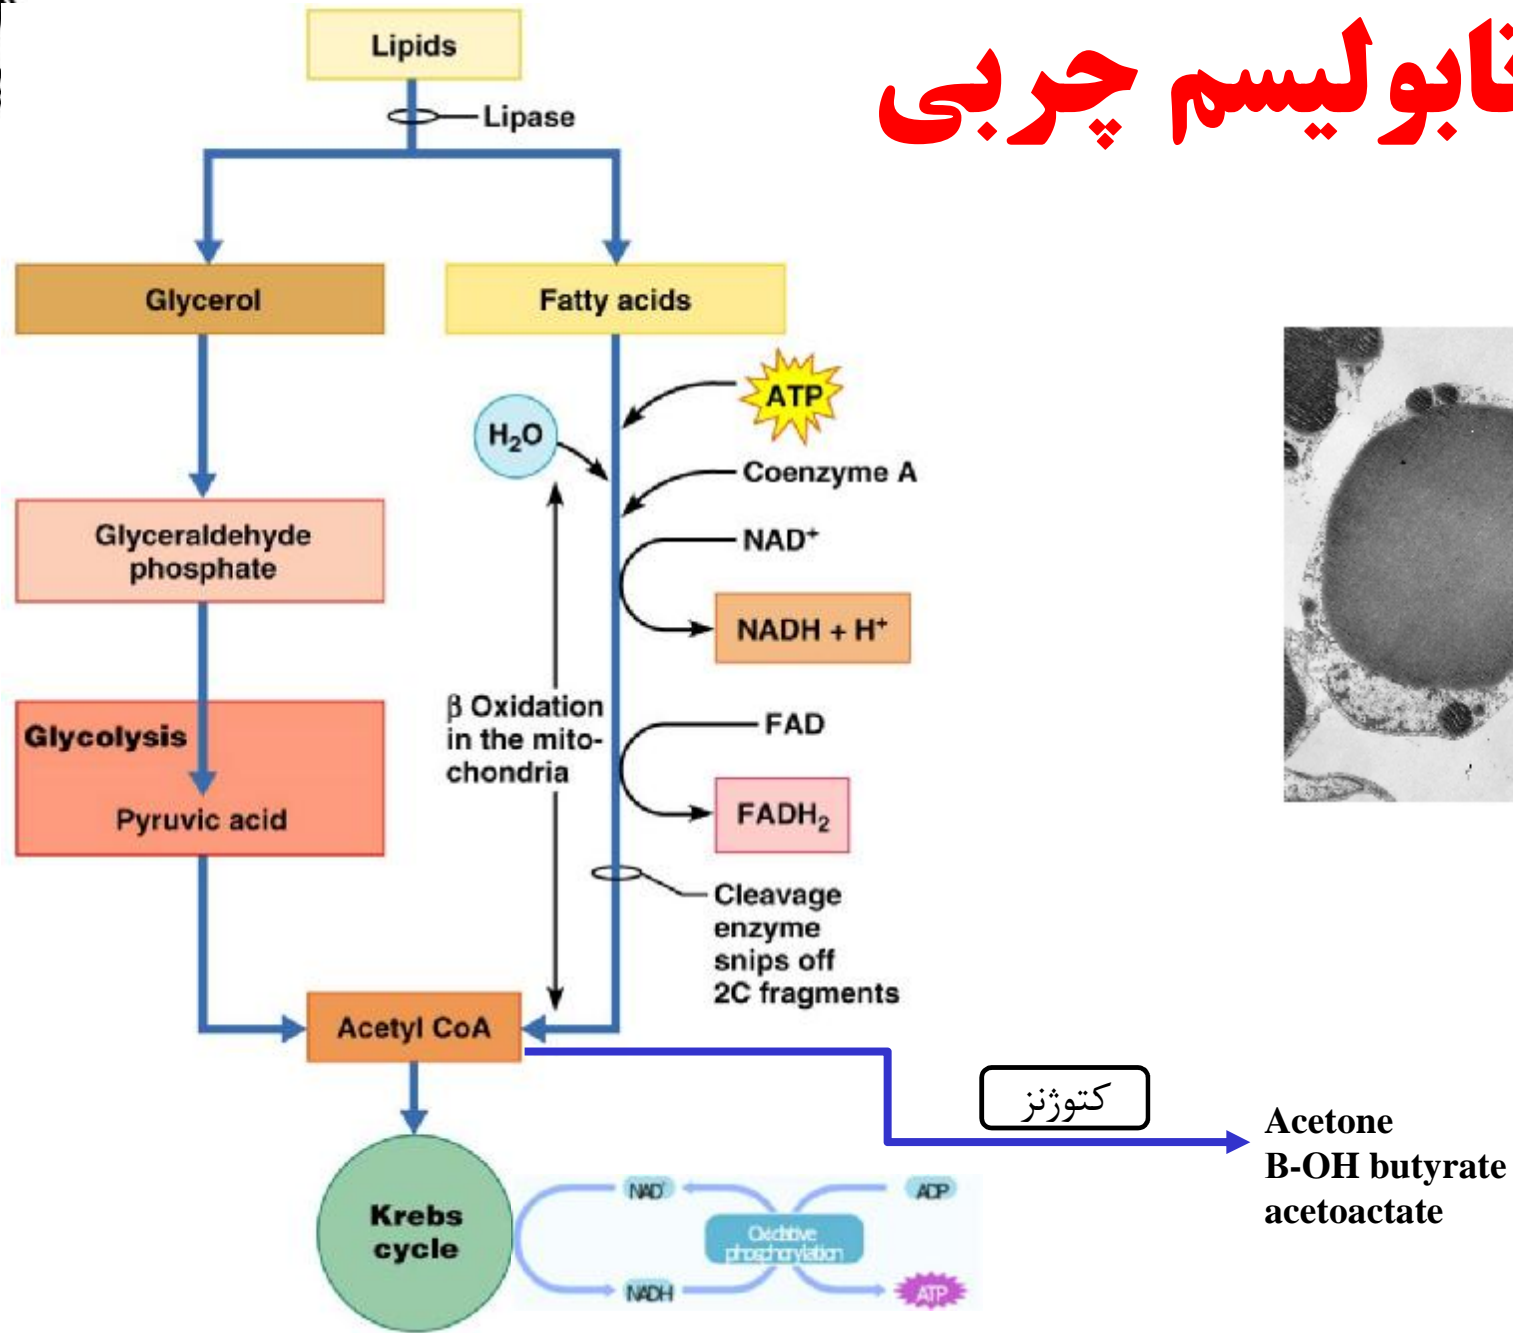 چربی
Lipids
Lipase
Glycerol
Fatty acids
ATP
H₂O
Coenzyme A
NAD⁺
Glyceraldehyde
phosphate
NADH + H⁺
β Oxidation
in the mito-
chondria
FAD
Glycolysis
Pyruvic acid
FADH₂
Cleavage
enzyme
snips off
2C fragments
Acetyl CoA
کتوژنز
Acetone
B-OH butyrate
acetoactate
Krebs
cycle
NAD⁺
ADP
Oxidative
phosphorylation
NADH
ATP